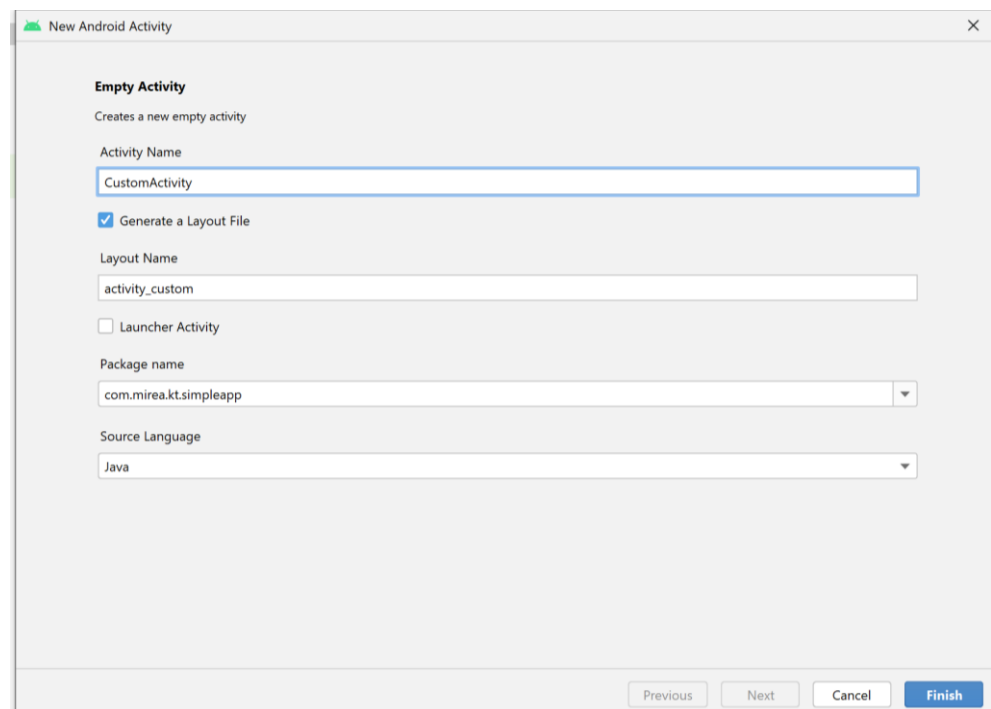 New Android Activity
Empty Activity
Creates a new empty activity
Activity Name
CustomActivity
Generate a Layout File
Layout Name
activity_custom
Launcher Activity
Package name
com.mirea.kt.simpleapp
Source Language
Java
Previous Next Cancel Finish